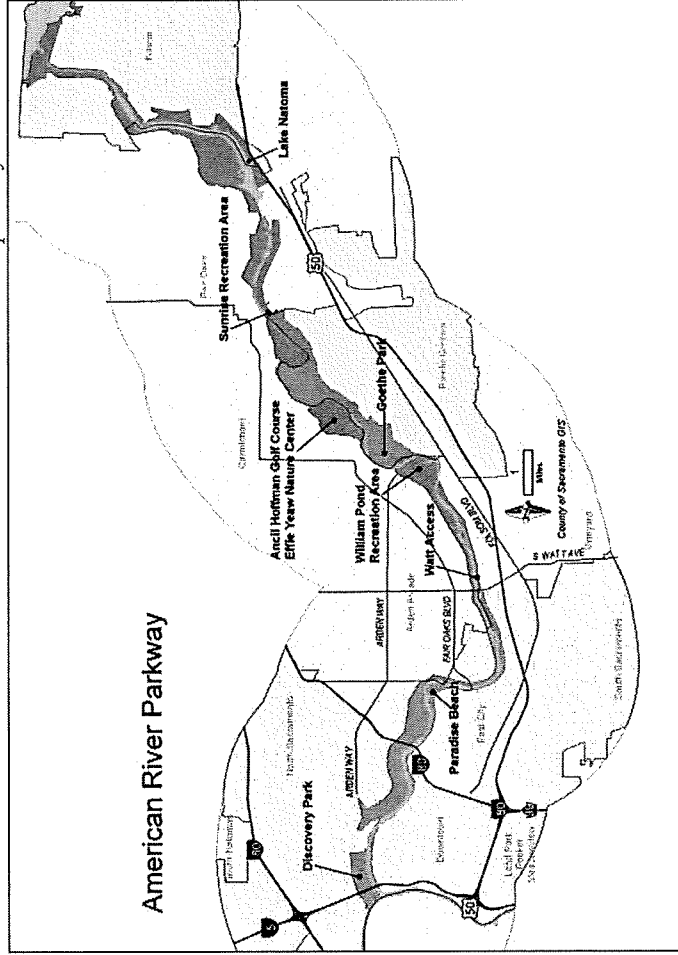 American River Parkway
Folsom
Lake Natoma
Sunrise Recreation Area
Fair Oaks
50
Goethe Park
Rancho Cordova
Ancil Hoffman Golf Course
Effie Yeaw Nature Center
Carmichael
William Pond
Recreation Area
Watt Access
FOLSOM BLVD
1
Miles
County of Sacramento GIS
S WATT AVE
Vineyard
ARDEN WAY
Arden Arcade
FAIR OAKS BLVD
South Sacramento
Paradise Beach
East City
ARDEN WAY
North Sacramento
Discovery Park
Downtown
80
5
50
Land Park
Pocket